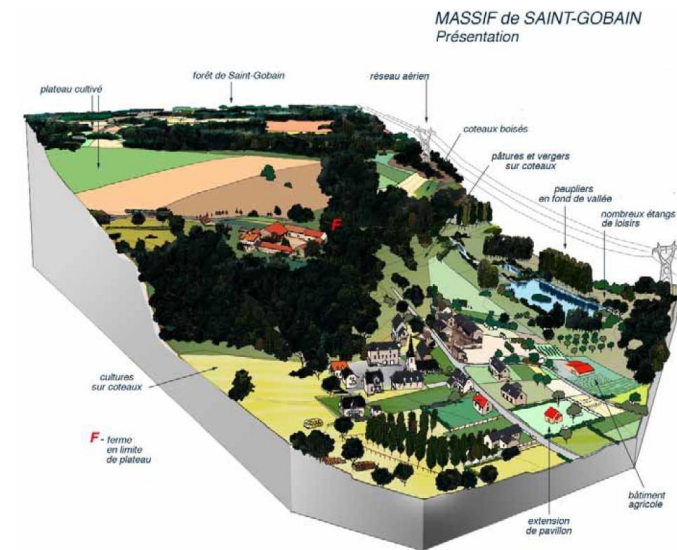 MASSIF de SAINT-GOBAIN
Présentation
forêt de Saint-Gobain
réseau aérien
plateau cultivé
coteaux boisés
pâtures et vergers
sur coteaux
peupliers
en fond de vallée
nombreux étangs
de loisirs
F
cultures
sur coteaux
F - ferme
en limite
de plateau
bâtiment
agricole
extension
de pavillon